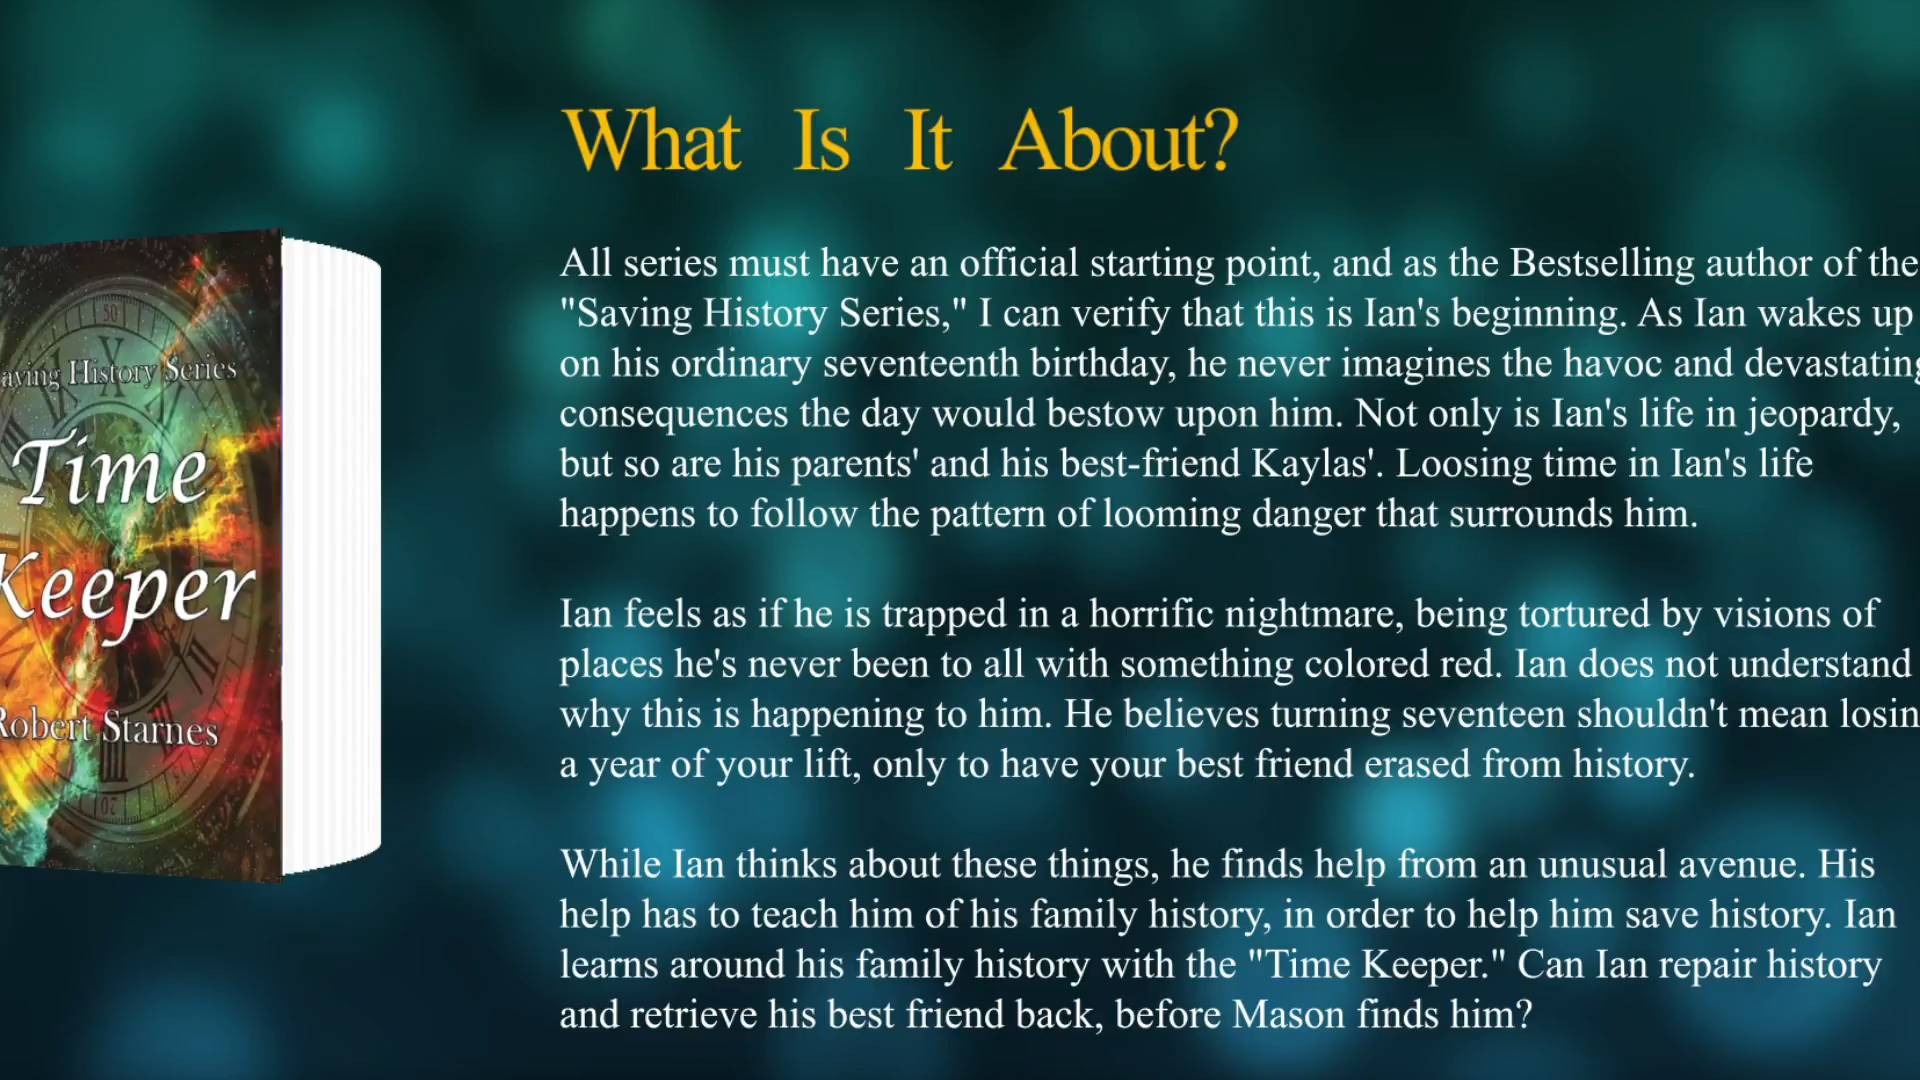 What Is It About?
All series must have an official starting point, and as the Bestselling author of the
"Saving History Series," I can verify that this is Ian's beginning. As Ian wakes up
on his ordinary seventeenth birthday, he never imagines the havoc and devastating
consequences the day would bestow upon him. Not only is Ian's life in jeopardy,
but so are his parents' and his best-friend Kaylas'. Loosing time in Ian's life
happens to follow the pattern of looming danger that surrounds him.
Ian feels as if he is trapped in a horrific nightmare, being tortured by visions of
places he's never been to all with something colored red. Ian does not understand
why this is happening to him. He believes turning seventeen shouldn't mean losin
a year of your lift, only to have your best friend erased from history.
While Ian thinks about these things, he finds help from an unusual avenue. His
help has to teach him of his family history, in order to help him save history. Ian
learns around his family history with the "Time Keeper." Can Ian repair history
and retrieve his best friend back, before Mason finds him?
aving History Series
Time
Keeper
Robert Starnes